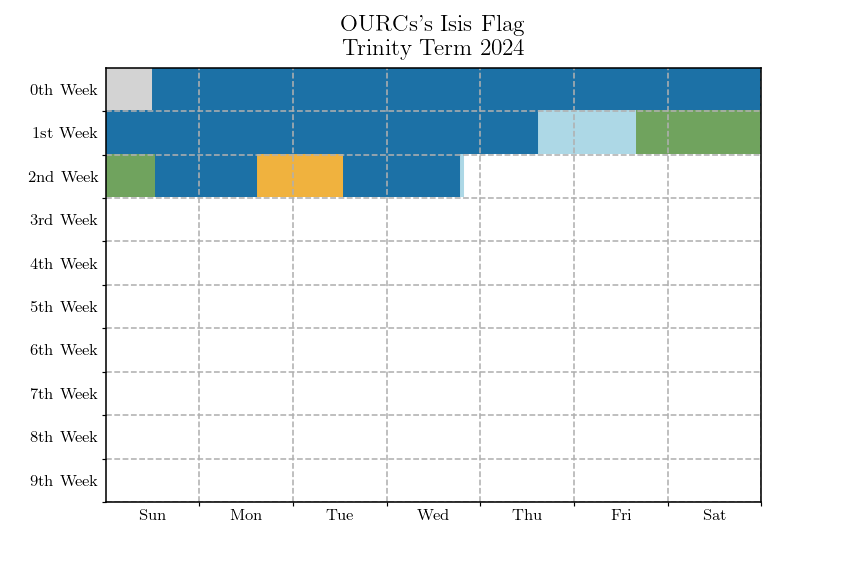 OURCs's Isis Flag
Trinity Term 2024
0th Week
1st Week
2nd Week
3rd Week
4th Week
5th Week
6th Week
7th Week
8th Week
9th Week
Sun Mon Tue Wed Thu Fri Sat